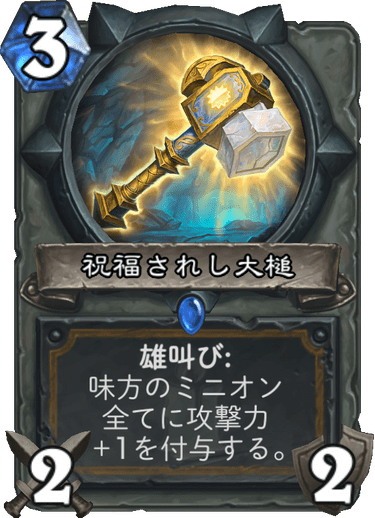 3
祝福されし大槌
雄叫び:
味方のミニオン
全てに攻撃力
+1を付与する。
2
2